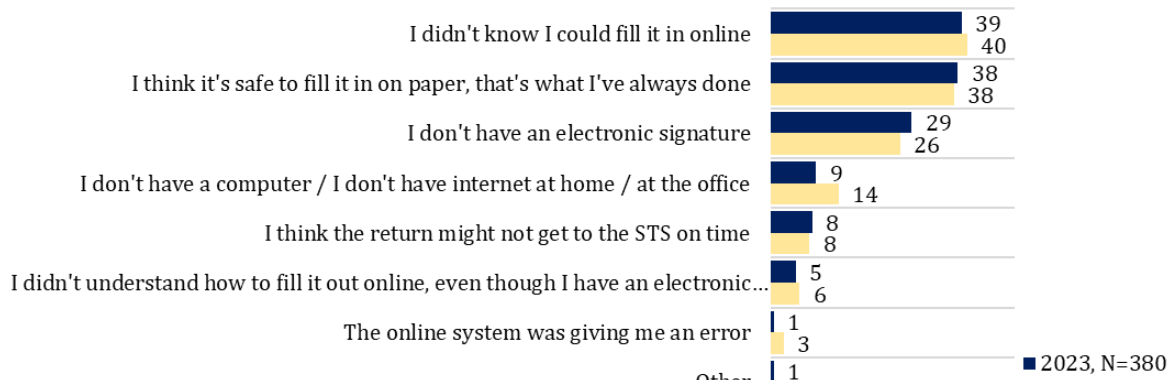 I didn't know I could fill it in online 39
40
I think it's safe to fill it in on paper, that's what I've always done 38
38
I don't have an electronic signature 29
26
I don't have a computer / I don't have internet at home / at the office 9
14
I think the return might not get to the STS on time 8
8
I didn't understand how to fill it out online, even though I have an electronic... 5
6
The online system was giving me an error 1
3
Other 1
2023, N=380